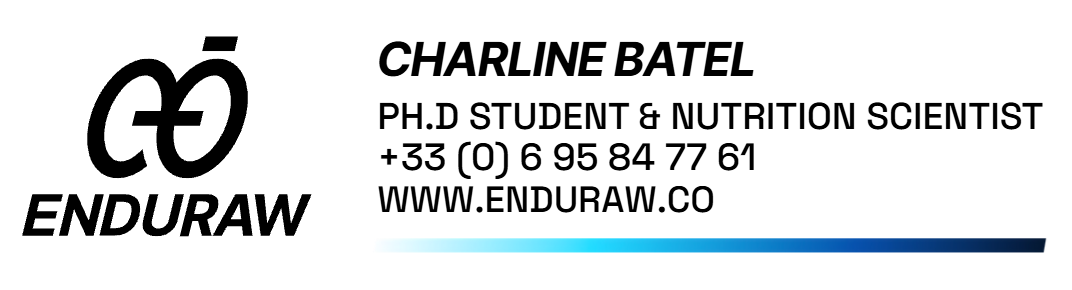 ENDURAW
CHARLINE BATEL
PH.D STUDENT & NUTRITION SCIENTIST
+33 (0) 6 95 84 77 61
WWW.ENDURAW.CO